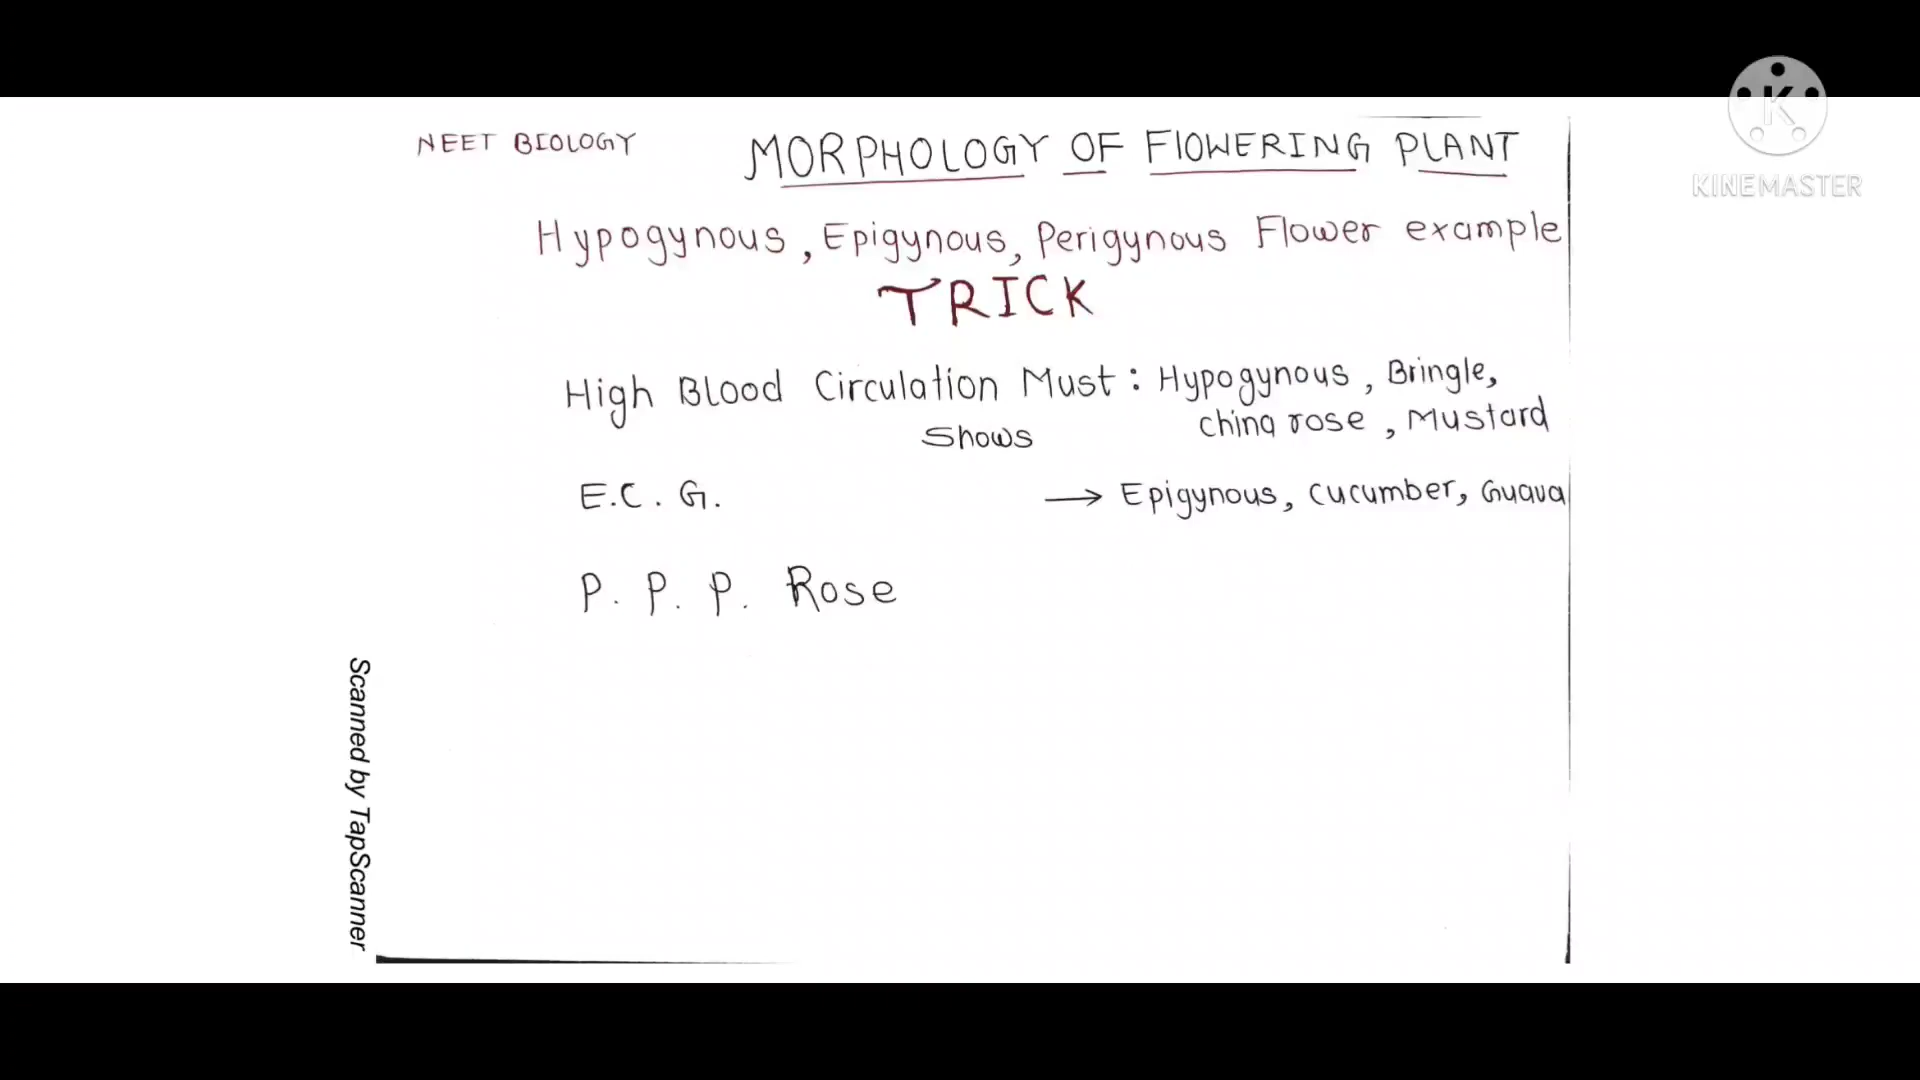 NEET BIOLOGY MORPHOLOGY OF FlOWERING PLANT
KINEMASTER
Hypogynous, Epigynous, Perigynous Flower example
TRICK
High Blood Circulation Must : Hypogynous, Bringle,
china rose, Mustard
Shows
E.C.G. → Epigynous, Cucumber, Guava
P. P. P. Rose
Scanned by TapScanner